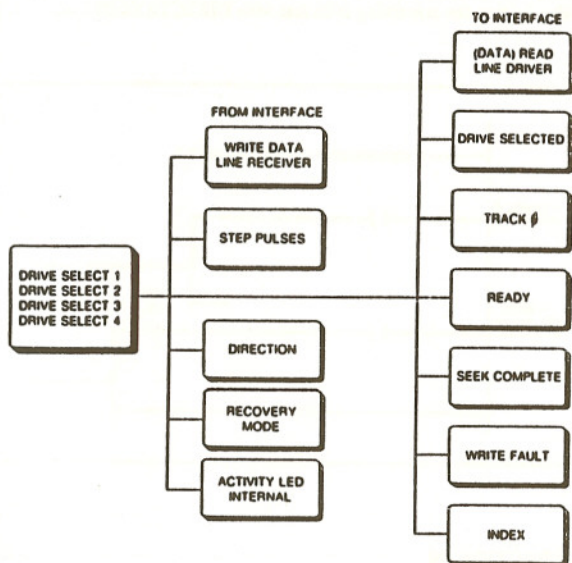 TO INTERFACE
(DATA) READ
LINE DRIVER
FROM INTERFACE
WRITE DATA
LINE RECEIVER
DRIVE SELECTED
STEP PULSES
TRACK 0
DRIVE SELECT 1
DRIVE SELECT 2
DRIVE SELECT 3
DRIVE SELECT 4
READY
DIRECTION
SEEK COMPLETE
RECOVERY
MODE
WRITE FAULT
ACTIVITY LED
INTERNAL
INDEX